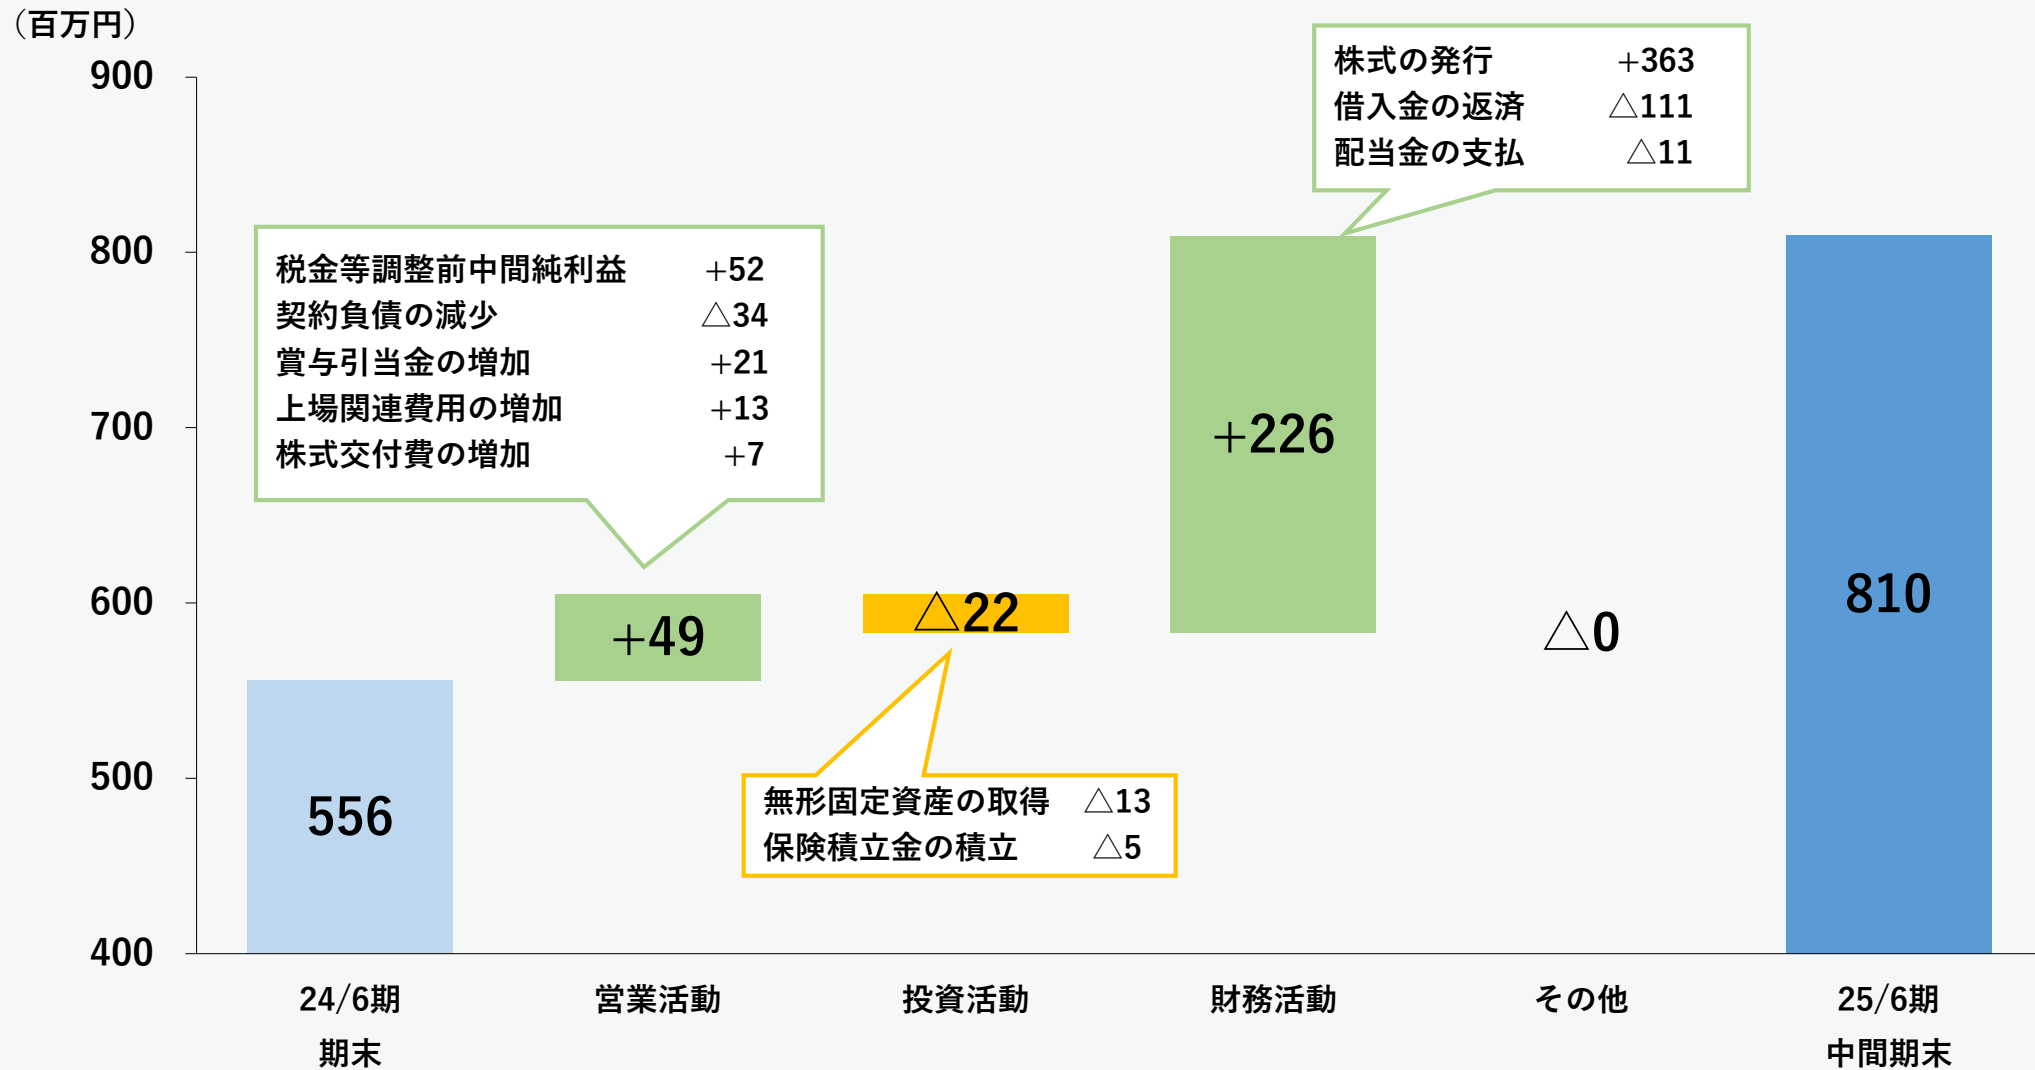 （百万円）
900
800
700
600
500
400
株式の発行 +363
借入金の返済 △111
配当金の支払 △11
税金等調整前中間純利益 +52
契約負債の減少 △34
賞与引当金の増加 +21
上場関連費用の増加 +13
株式交付費の増加 +7
無形固定資産の取得 △13
保険積立金の積立 △5
556
+49
△22
+226
△0
810
24/6期
期末
営業活動
投資活動
財務活動
その他
25/6期
中間期末